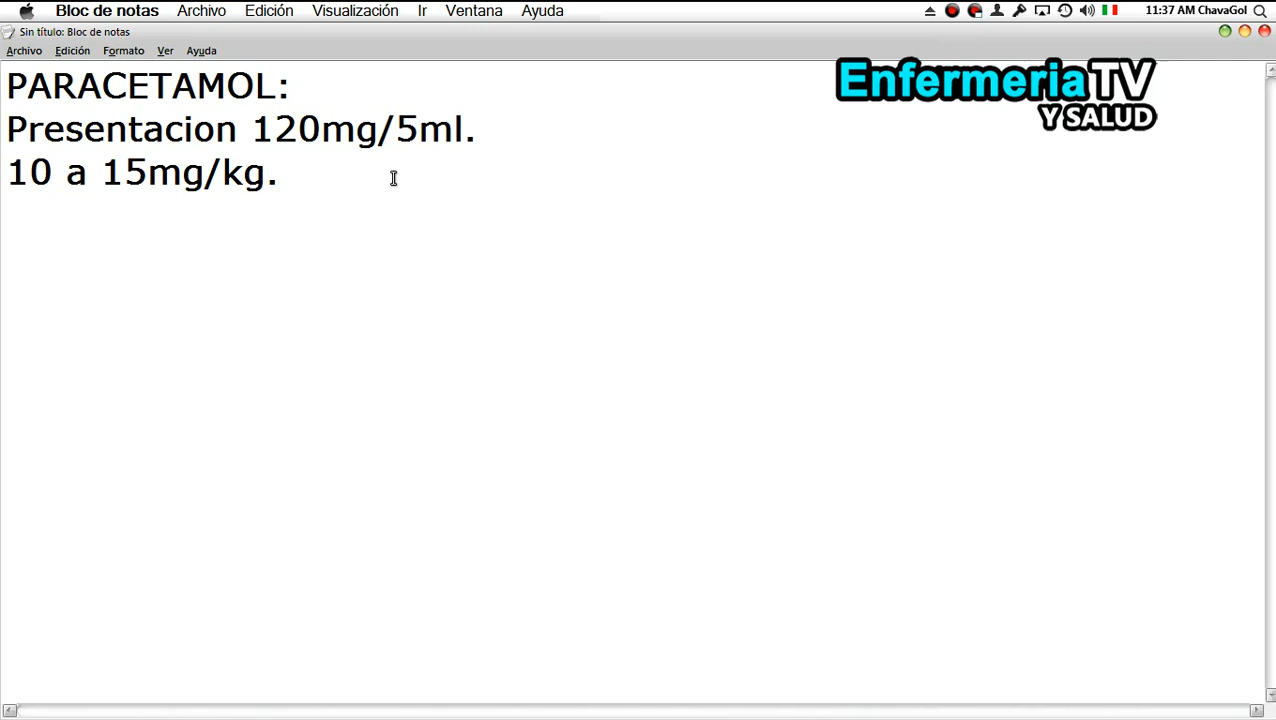 Bloc de notas Archivo Edición Visualización Ir Ventana Ayuda 11:37 AM ChavaGol
Sin título: Bloc de notas
Archivo Edición Formato Ver Ayuda
PARACETAMOL:
Presentacion 120mg/5ml.
10 a 15mg/kg.
EnfermeriaTV
Y SALUD